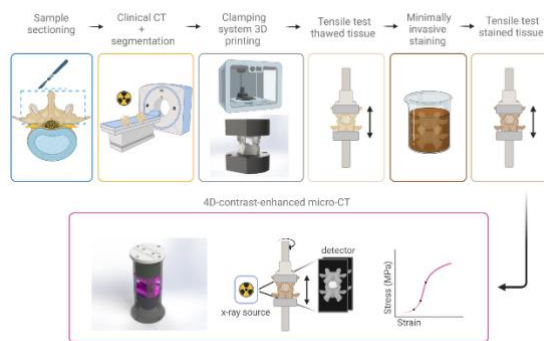 Sample
sectioning
Clinical CT
+
segmentation
Clamping
system 3D
printing
Tensile test
thawed tissue
Minimally
invasive
staining
Tensile test
stained tissue
4D-contrast-enhanced micro-CT
detector
x-ray source
Stress (MPa)
Strain